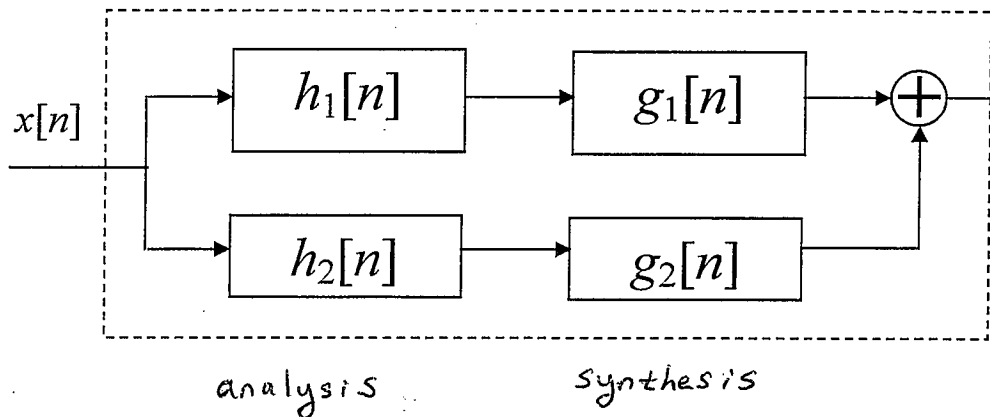 x[n]
h₁[n]
g₁[n]
+
h₂[n]
g₂[n]
analysis
synthesis